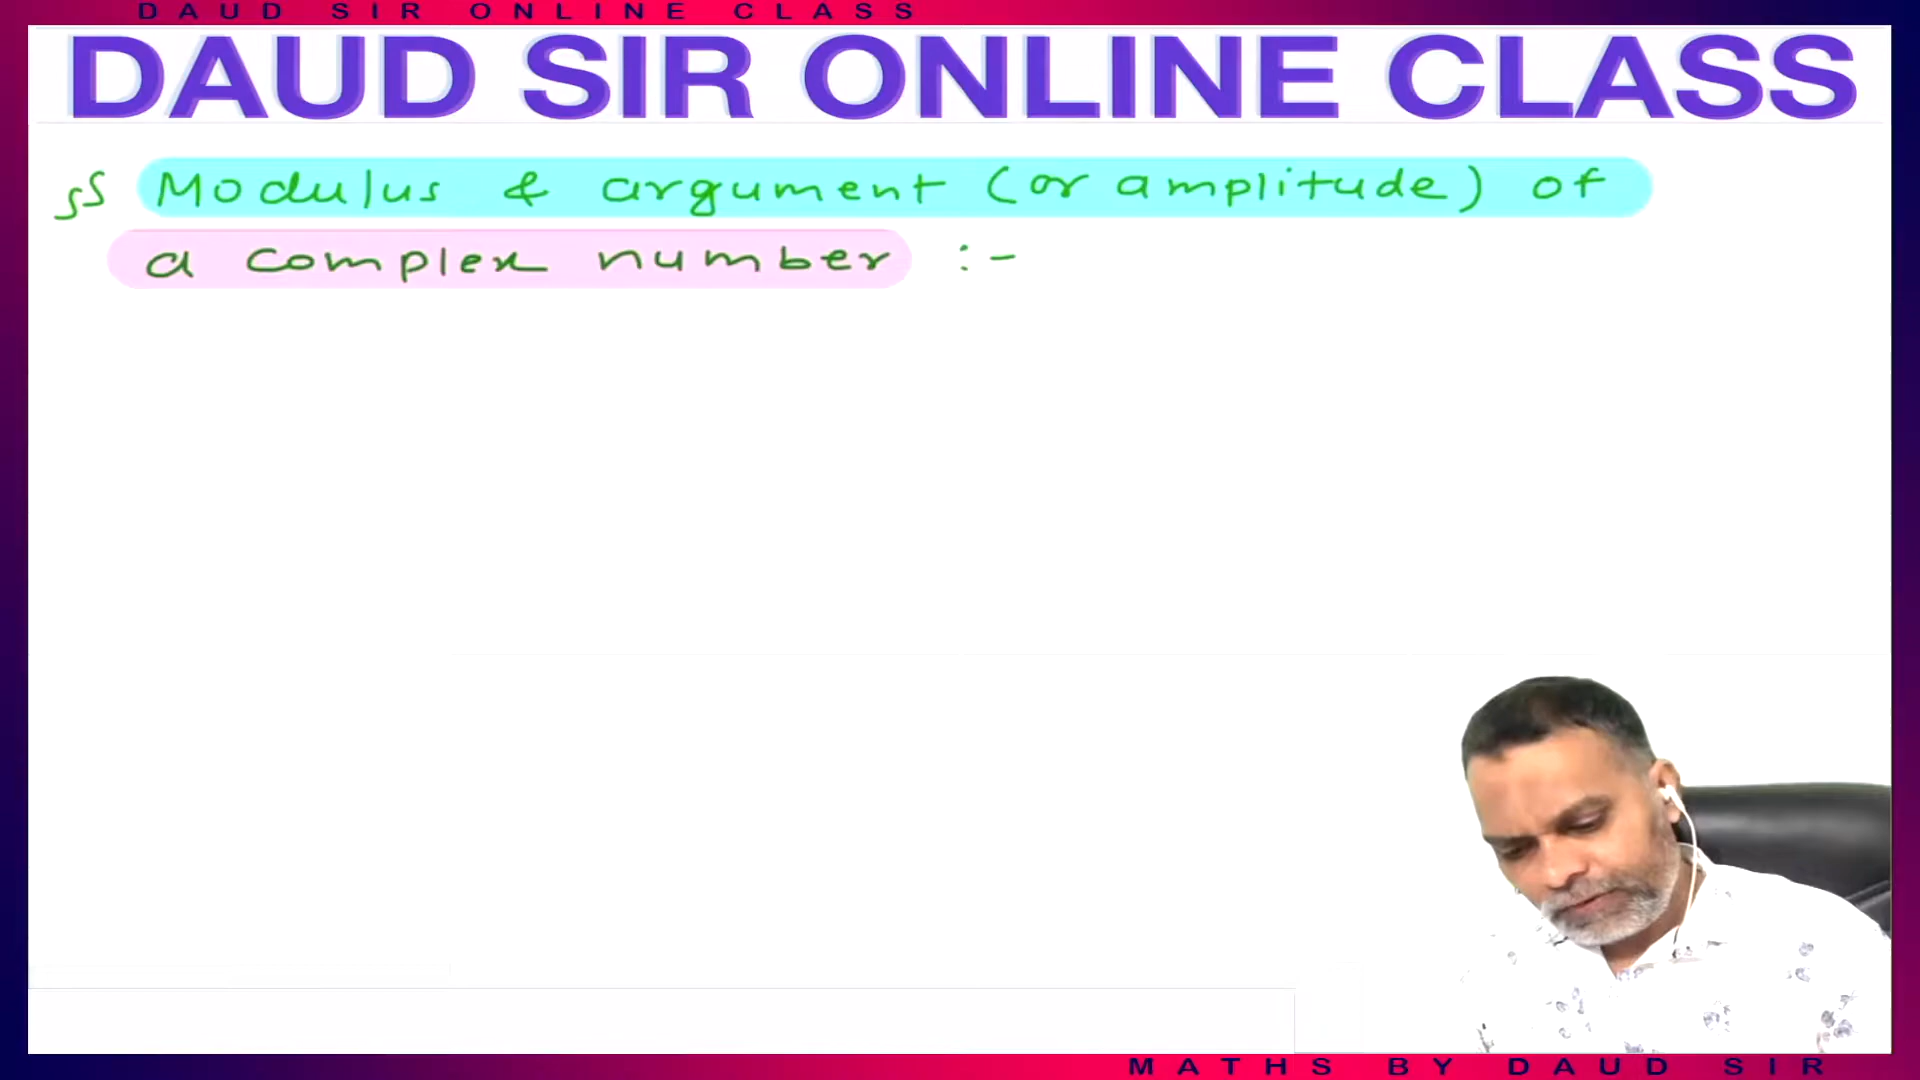 DAUD SIR ONLINE CLASS
DAUD SIR ONLINE CLASS
§§ Modulus & argument (or amplitude) of
a complex number :-
MATHS BY DAUD SIR